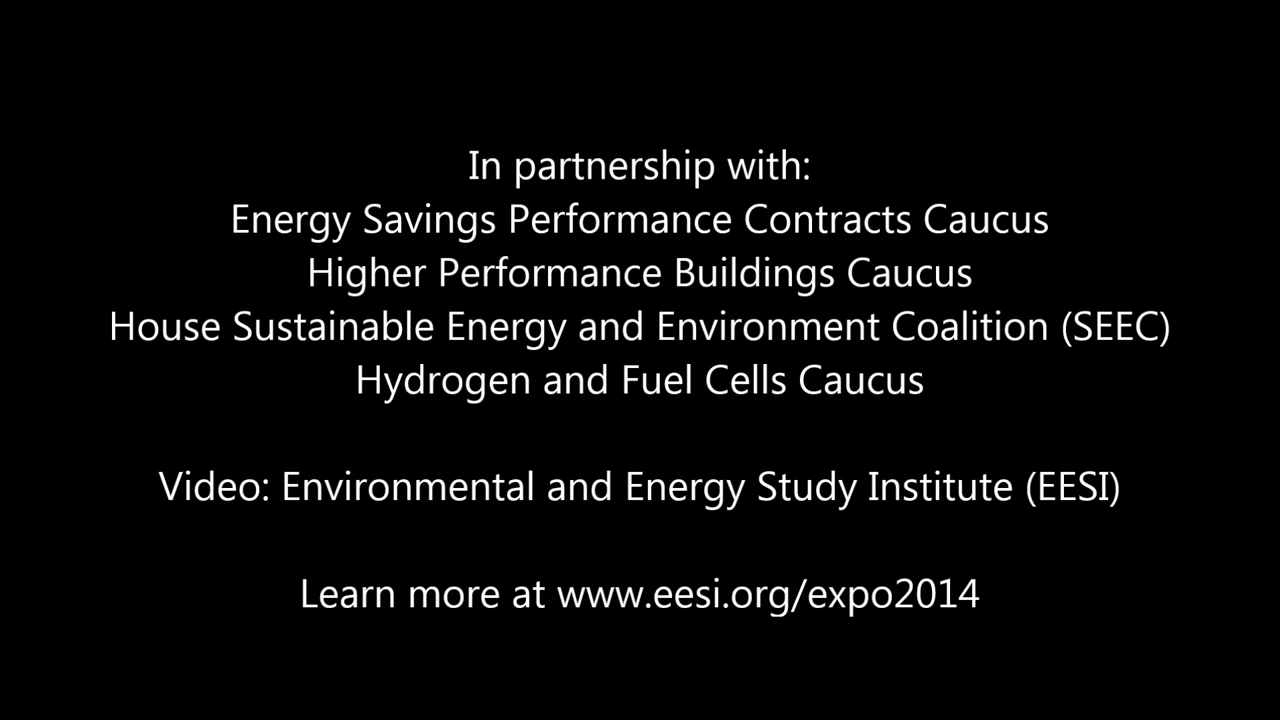 In partnership with:
Energy Savings Performance Contracts Caucus
Higher Performance Buildings Caucus
House Sustainable Energy and Environment Coalition (SEEC)
Hydrogen and Fuel Cells Caucus
Video: Environmental and Energy Study Institute (EESI)
Learn more at www.eesi.org/expo2014